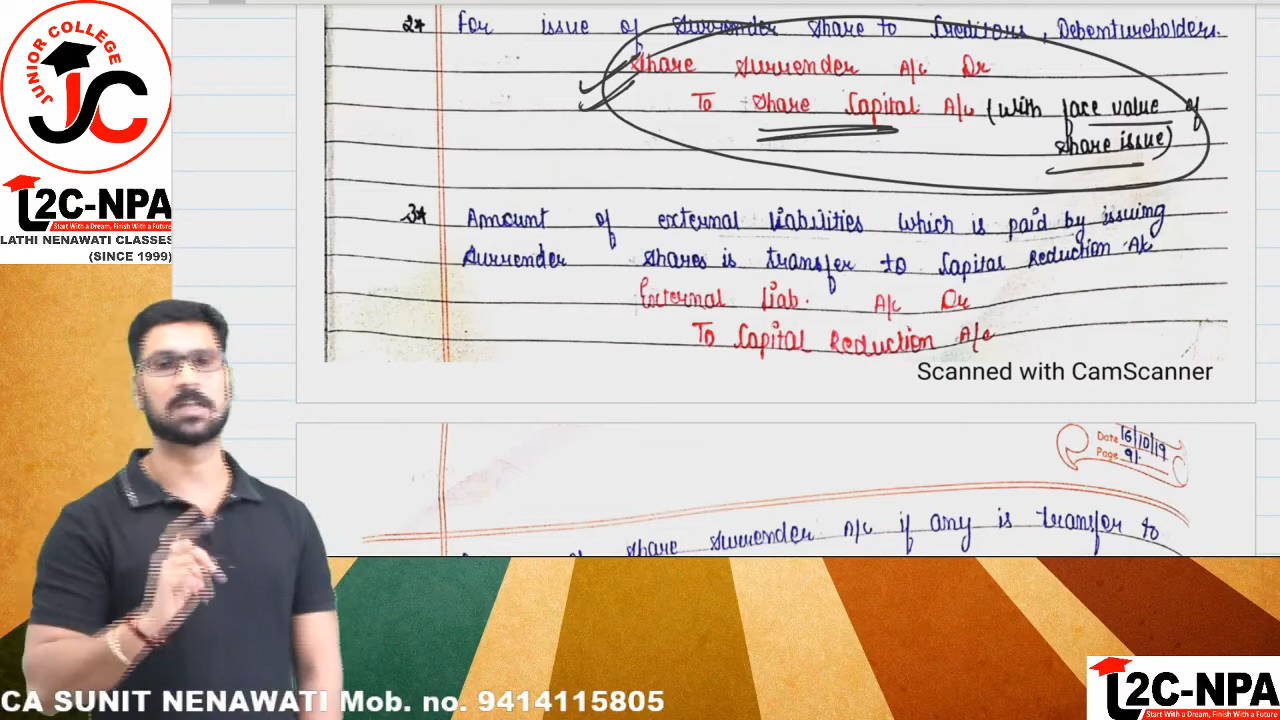 2* For issue of surrender share to Creditors, Debentureholders.
share surrender A/c Dr
To share Capital A/c (with face value of
share issue)
3* Amount of external liabilities which is paid by issuing
surrender shares is transfer to Capital Reduction A/c
External Liab. A/c Dr
To Capital Reduction A/c
Scanned with CamScanner
Date 16/10/19
Page 91.
share surrender A/c if any is transfer to
JUNIOR COLLEGE
JC
L2C-NPA
Start With a Dream, Finish With a Future
LATHI NENAWATI CLASSES
(SINCE 1999)
CA SUNIT NENAWATI Mob. no. 9414115805
L2C-NPA
Start With a Dream, Finish With a Future